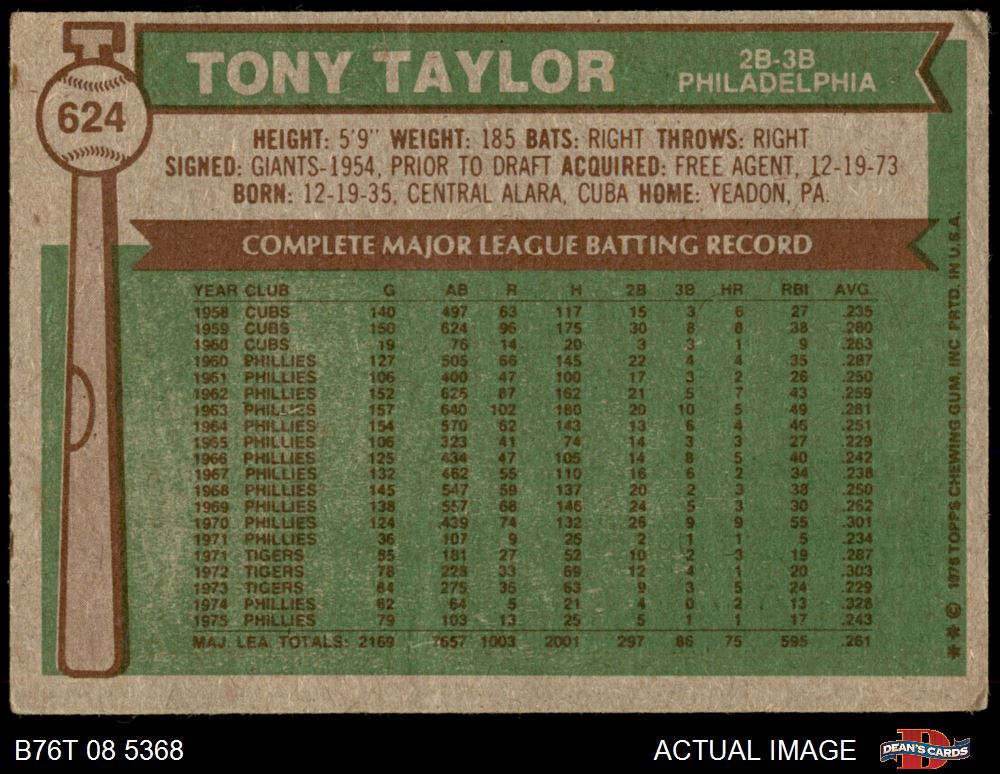 624
TONY TAYLOR
2B-3B
PHILADELPHIA
HEIGHT: 5'9" WEIGHT: 185 BATS: RIGHT THROWS: RIGHT
SIGNED: GIANTS-1954, PRIOR TO DRAFT ACQUIRED: FREE AGENT, 12-19-73
BORN: 12-19-35, CENTRAL ALARA, CUBA HOME: YEADON, PA.
COMPLETE MAJOR LEAGUE BATTING RECORD
YEAR CLUB G AB R H 2B 3B HR RBI AVG.
1958 CUBS 140 497 63 117 15 3 6 27 .235
1959 CUBS 150 624 96 175 30 8 8 38 .280
1960 CUBS 19 76 14 20 3 3 1 9 .263
1960 PHILLIES 127 505 66 145 22 4 4 35 .287
1961 PHILLIES 106 400 47 100 17 3 2 26 .250
1962 PHILLIES 152 625 87 162 21 5 7 43 .259
1963 PHILLIES 157 640 102 180 20 10 5 49 .281
1964 PHILLIES 154 570 62 143 13 6 4 46 .251
1965 PHILLIES 106 323 41 74 14 3 3 27 .229
1966 PHILLIES 125 434 47 105 14 8 5 40 .242
1967 PHILLIES 132 462 55 110 16 6 2 34 .238
1968 PHILLIES 145 547 59 137 20 2 3 38 .250
1969 PHILLIES 138 557 68 146 24 5 3 30 .262
1970 PHILLIES 124 .439 74 132 26 9 9 55 .301
1971 PHILLIES 36 107 9 25 2 1 1 5 .234
1971 TIGERS 55 181 27 52 10 2 3 19 .287
1972 TIGERS 78 228 33 69 12 4 1 20 .303
1973 TIGERS 84 275 35 63 9 3 5 24 .229
1974 PHILLIES 62 64 5 21 4 0 2 13 .328
1975 PHILLIES 79 103 13 25 5 1 1 17 .243
MAJ. LEA. TOTALS: 2169 7657 1003 2001 297 86 75 595 .261
* * © 1976 TOPPS CHEWING GUM, INC PRTD. IN U.S.A.
B76T 08 5368
ACTUAL IMAGE
D
DEAN'S CARDS